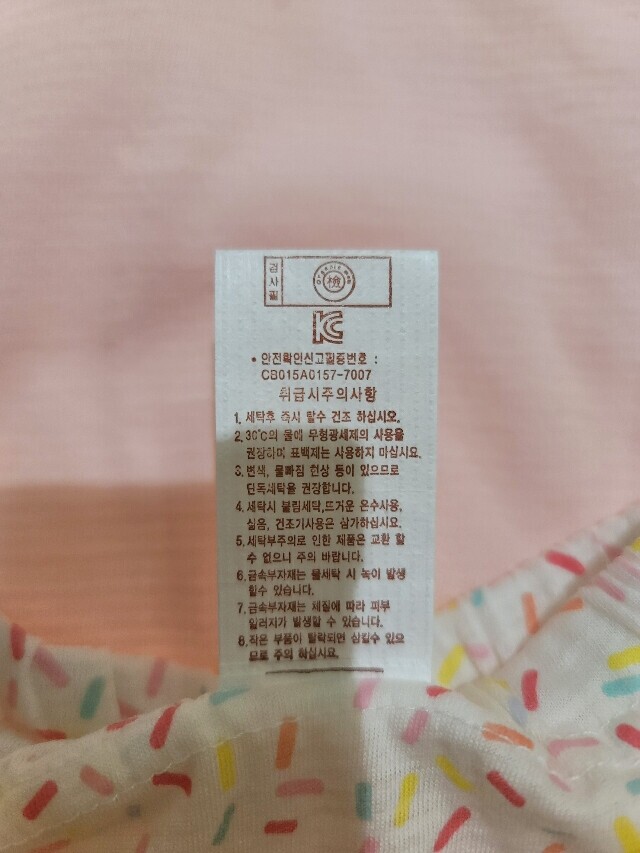 검사필
Organic mom
檢
KC
• 안전확인신고필증번호 :
CB015A0157-7007
취급시주의사항
1. 세탁후 즉시 탈수 건조 하십시오.
2. 30℃의 물에 무형광세제의 사용을
권장하며 표백제는 사용하지 마십시요.
3. 변색, 물빠짐 현상 등이 있으므로
단독세탁을 권장합니다.
4. 세탁시 불림세탁,뜨거운 온수사용,
삶음, 건조기사용은 삼가하십시요.
5. 세탁부주의로 인한 제품은 교환 할
수 없으니 주의 바랍니다.
6. 금속부자재는 물세탁 시 녹이 발생
할수 있습니다.
7. 금속부자재는 체질에 따라 피부
알러지가 발생할 수 있습니다.
8. 작은 부품이 탈락되면 삼킬수 있으
므로 주의 하십시요.